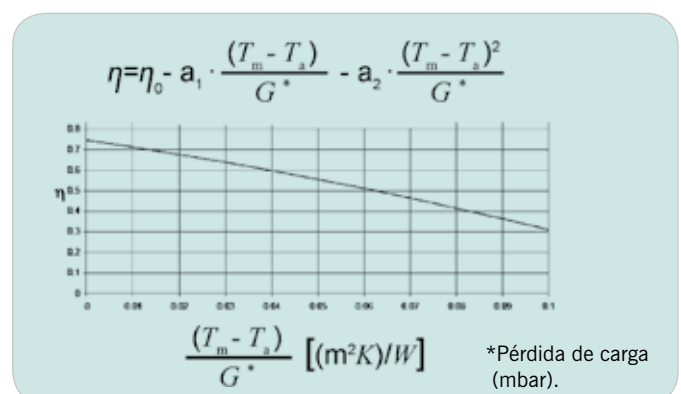 η=η₀- a₁ · (Tₘ - Tₐ) / G* - a₂ · (Tₘ - Tₐ)² / G*
0.8
0.7
0.6
η 0.5
0.4
0.3
0.2
0.1
0
0 0.01 0.02 0.03 0.04 0.05 0.06 0.07 0.08 0.09 0.1
(Tₘ - Tₐ) / G* [(m²K)/W]
*Pérdida de carga
(mbar).